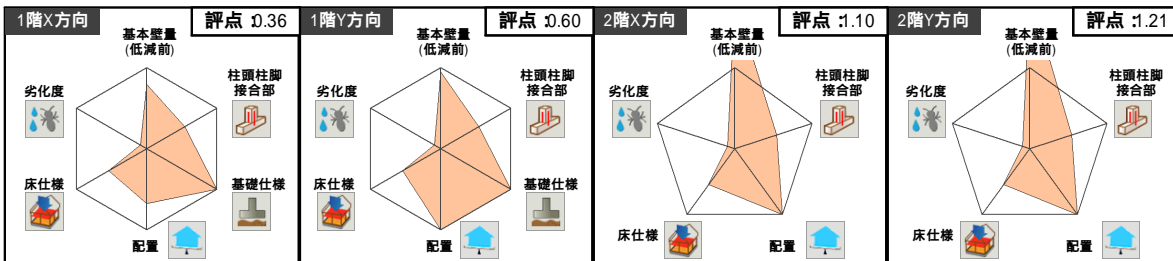 1階X方向
評点:0.36
基本壁量
(低減前)
劣化度
柱頭柱脚
接合部
床仕様
基礎仕様
配置
1階Y方向
評点:0.60
基本壁量
(低減前)
劣化度
柱頭柱脚
接合部
床仕様
基礎仕様
配置
2階X方向
評点:1.10
基本壁量
(低減前)
劣化度
柱頭柱脚
接合部
床仕様
配置
2階Y方向
評点:1.21
基本壁量
(低減前)
劣化度
柱頭柱脚
接合部
床仕様
配置